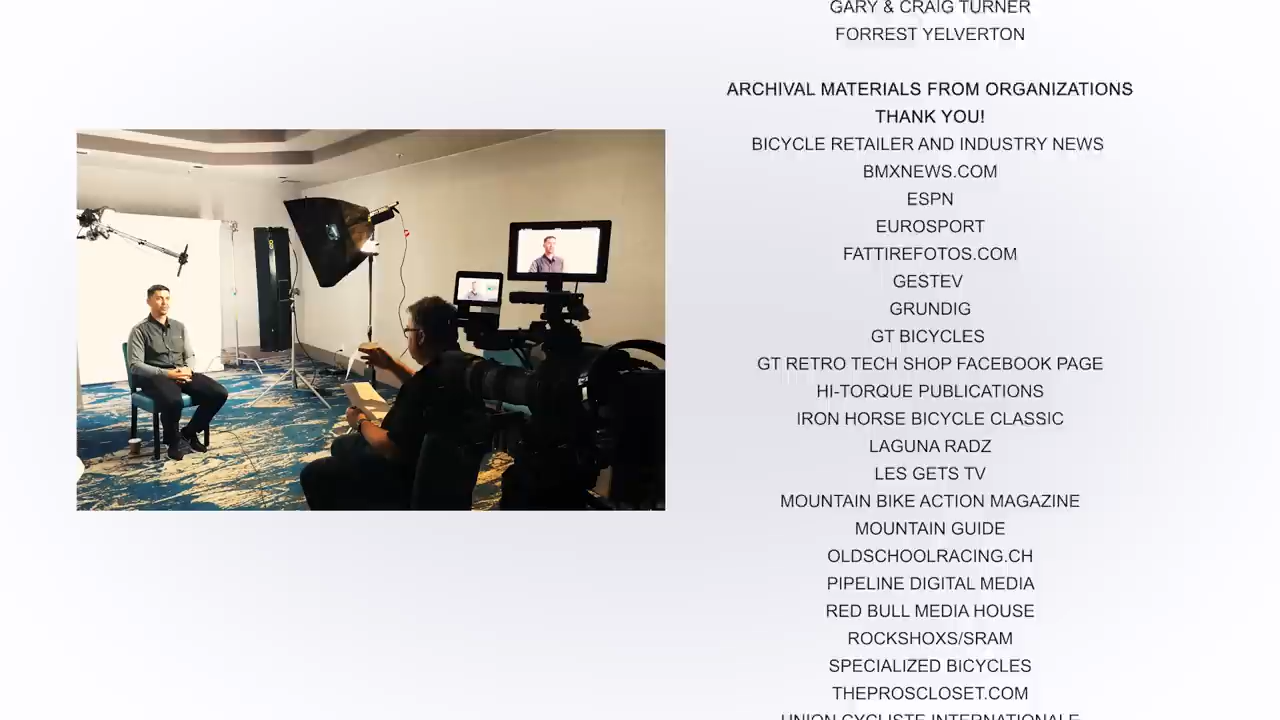 GARY & CRAIG TURNER
FORREST YELVERTON
ARCHIVAL MATERIALS FROM ORGANIZATIONS
THANK YOU!
BICYCLE RETAILER AND INDUSTRY NEWS
BMXNEWS.COM
ESPN
EUROSPORT
FATTIREFOTOS.COM
GESTEV
GRUNDIG
GT BICYCLES
GT RETRO TECH SHOP FACEBOOK PAGE
HI-TORQUE PUBLICATIONS
IRON HORSE BICYCLE CLASSIC
LAGUNA RADZ
LES GETS TV
MOUNTAIN BIKE ACTION MAGAZINE
MOUNTAIN GUIDE
OLDSCHOOLRACING.CH
PIPELINE DIGITAL MEDIA
RED BULL MEDIA HOUSE
ROCKSHOXS/SRAM
SPECIALIZED BICYCLES
THEPROSCLOSET.COM
UNION CYCLISTE INTERNATIONALE